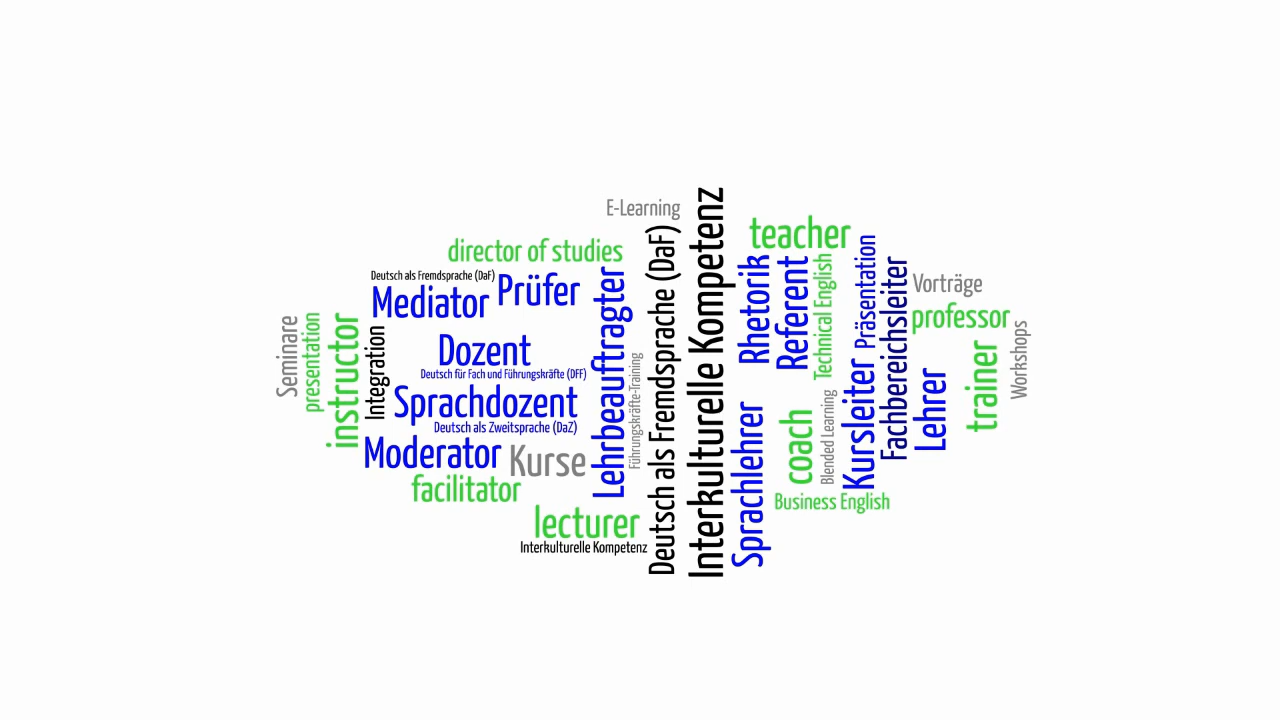 E-Learning
director of studies
Deutsch als Fremdsprache (DaF)
Mediator
Prüfer
Dozent
Deutsch für Fach und Führungskräfte (DFF)
Sprachdozent
Deutsch als Zweitsprache (DaZ)
Moderator
Kurse
facilitator
lecturer
Interkulturelle Kompetenz
Seminare
presentation
instructor
Integration
Lehrbeauftragter
Führungskräfte-Training
Deutsch als Fremdsprache (DaF)
Interkulturelle Kompetenz
teacher
Rhetorik
Referent
Technical English
Präsentation
Fachbereichsleiter
Vorträge
professor
Sprachlehrer
coach
Blended Learning
Kursleiter
Lehrer
trainer
Workshops
Business English